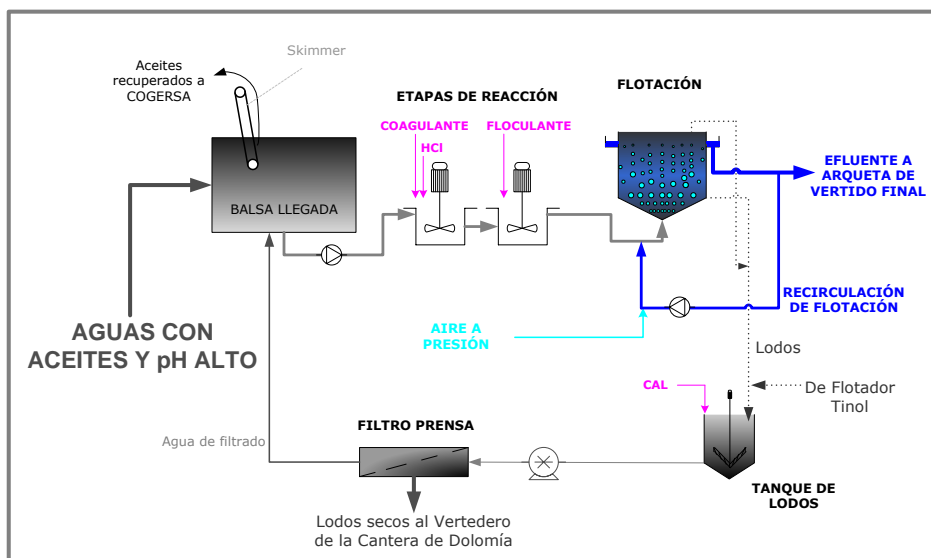 Skimmer
Aceites
recuperados a
COGERSA
ETAPAS DE REACCIÓN
FLOTACIÓN
COAGULANTE
HCl
FLOCULANTE
EFLUENTE A
ARQUETA DE
VERTIDO FINAL
BALSA LLEGADA
AGUAS CON
ACEITES Y pH ALTO
RECIRCULACIÓN
DE FLOTACIÓN
AIRE A
PRESIÓN
Lodos
De Flotador
Tinol
CAL
FILTRO PRENSA
Agua de filtrado
TANQUE DE
LODOS
Lodos secos al Vertedero
de la Cantera de Dolomía